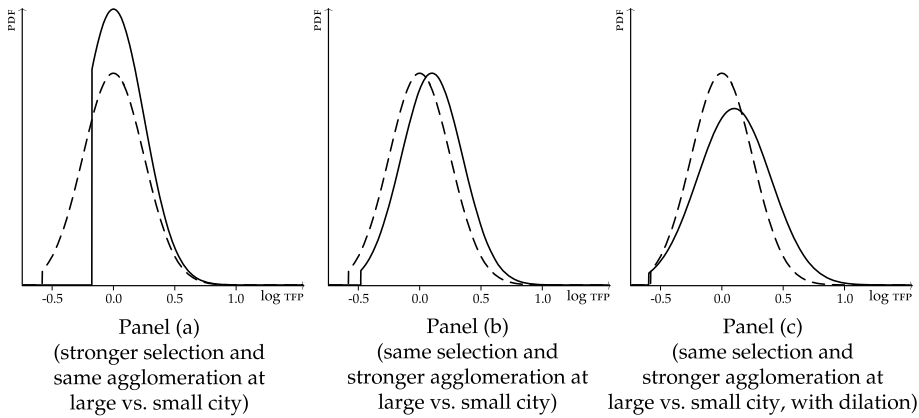 PDF
-0.5 0.0 0.5 1.0 log TFP
Panel (a)
(stronger selection and
same agglomeration at
large vs. small city)
PDF
-0.5 0.0 0.5 1.0 log TFP
Panel (b)
(same selection and
stronger agglomeration at
large vs. small city)
PDF
-0.5 0.0 0.5 1.0 log TFP
Panel (c)
(same selection and
stronger agglomeration at
large vs. small city, with dilation)